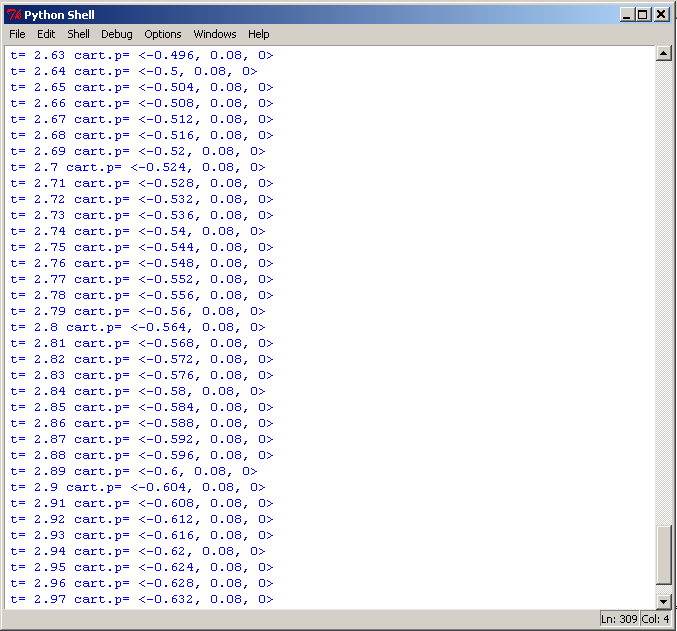 Python Shell
File Edit Shell Debug Options Windows Help
t= 2.63 cart.p= <-0.496, 0.08, 0>
t= 2.64 cart.p= <-0.5, 0.08, 0>
t= 2.65 cart.p= <-0.504, 0.08, 0>
t= 2.66 cart.p= <-0.508, 0.08, 0>
t= 2.67 cart.p= <-0.512, 0.08, 0>
t= 2.68 cart.p= <-0.516, 0.08, 0>
t= 2.69 cart.p= <-0.52, 0.08, 0>
t= 2.7 cart.p= <-0.524, 0.08, 0>
t= 2.71 cart.p= <-0.528, 0.08, 0>
t= 2.72 cart.p= <-0.532, 0.08, 0>
t= 2.73 cart.p= <-0.536, 0.08, 0>
t= 2.74 cart.p= <-0.54, 0.08, 0>
t= 2.75 cart.p= <-0.544, 0.08, 0>
t= 2.76 cart.p= <-0.548, 0.08, 0>
t= 2.77 cart.p= <-0.552, 0.08, 0>
t= 2.78 cart.p= <-0.556, 0.08, 0>
t= 2.79 cart.p= <-0.56, 0.08, 0>
t= 2.8 cart.p= <-0.564, 0.08, 0>
t= 2.81 cart.p= <-0.568, 0.08, 0>
t= 2.82 cart.p= <-0.572, 0.08, 0>
t= 2.83 cart.p= <-0.576, 0.08, 0>
t= 2.84 cart.p= <-0.58, 0.08, 0>
t= 2.85 cart.p= <-0.584, 0.08, 0>
t= 2.86 cart.p= <-0.588, 0.08, 0>
t= 2.87 cart.p= <-0.592, 0.08, 0>
t= 2.88 cart.p= <-0.596, 0.08, 0>
t= 2.89 cart.p= <-0.6, 0.08, 0>
t= 2.9 cart.p= <-0.604, 0.08, 0>
t= 2.91 cart.p= <-0.608, 0.08, 0>
t= 2.92 cart.p= <-0.612, 0.08, 0>
t= 2.93 cart.p= <-0.616, 0.08, 0>
t= 2.94 cart.p= <-0.62, 0.08, 0>
t= 2.95 cart.p= <-0.624, 0.08, 0>
t= 2.96 cart.p= <-0.628, 0.08, 0>
t= 2.97 cart.p= <-0.632, 0.08, 0>
Ln: 309 Col: 4